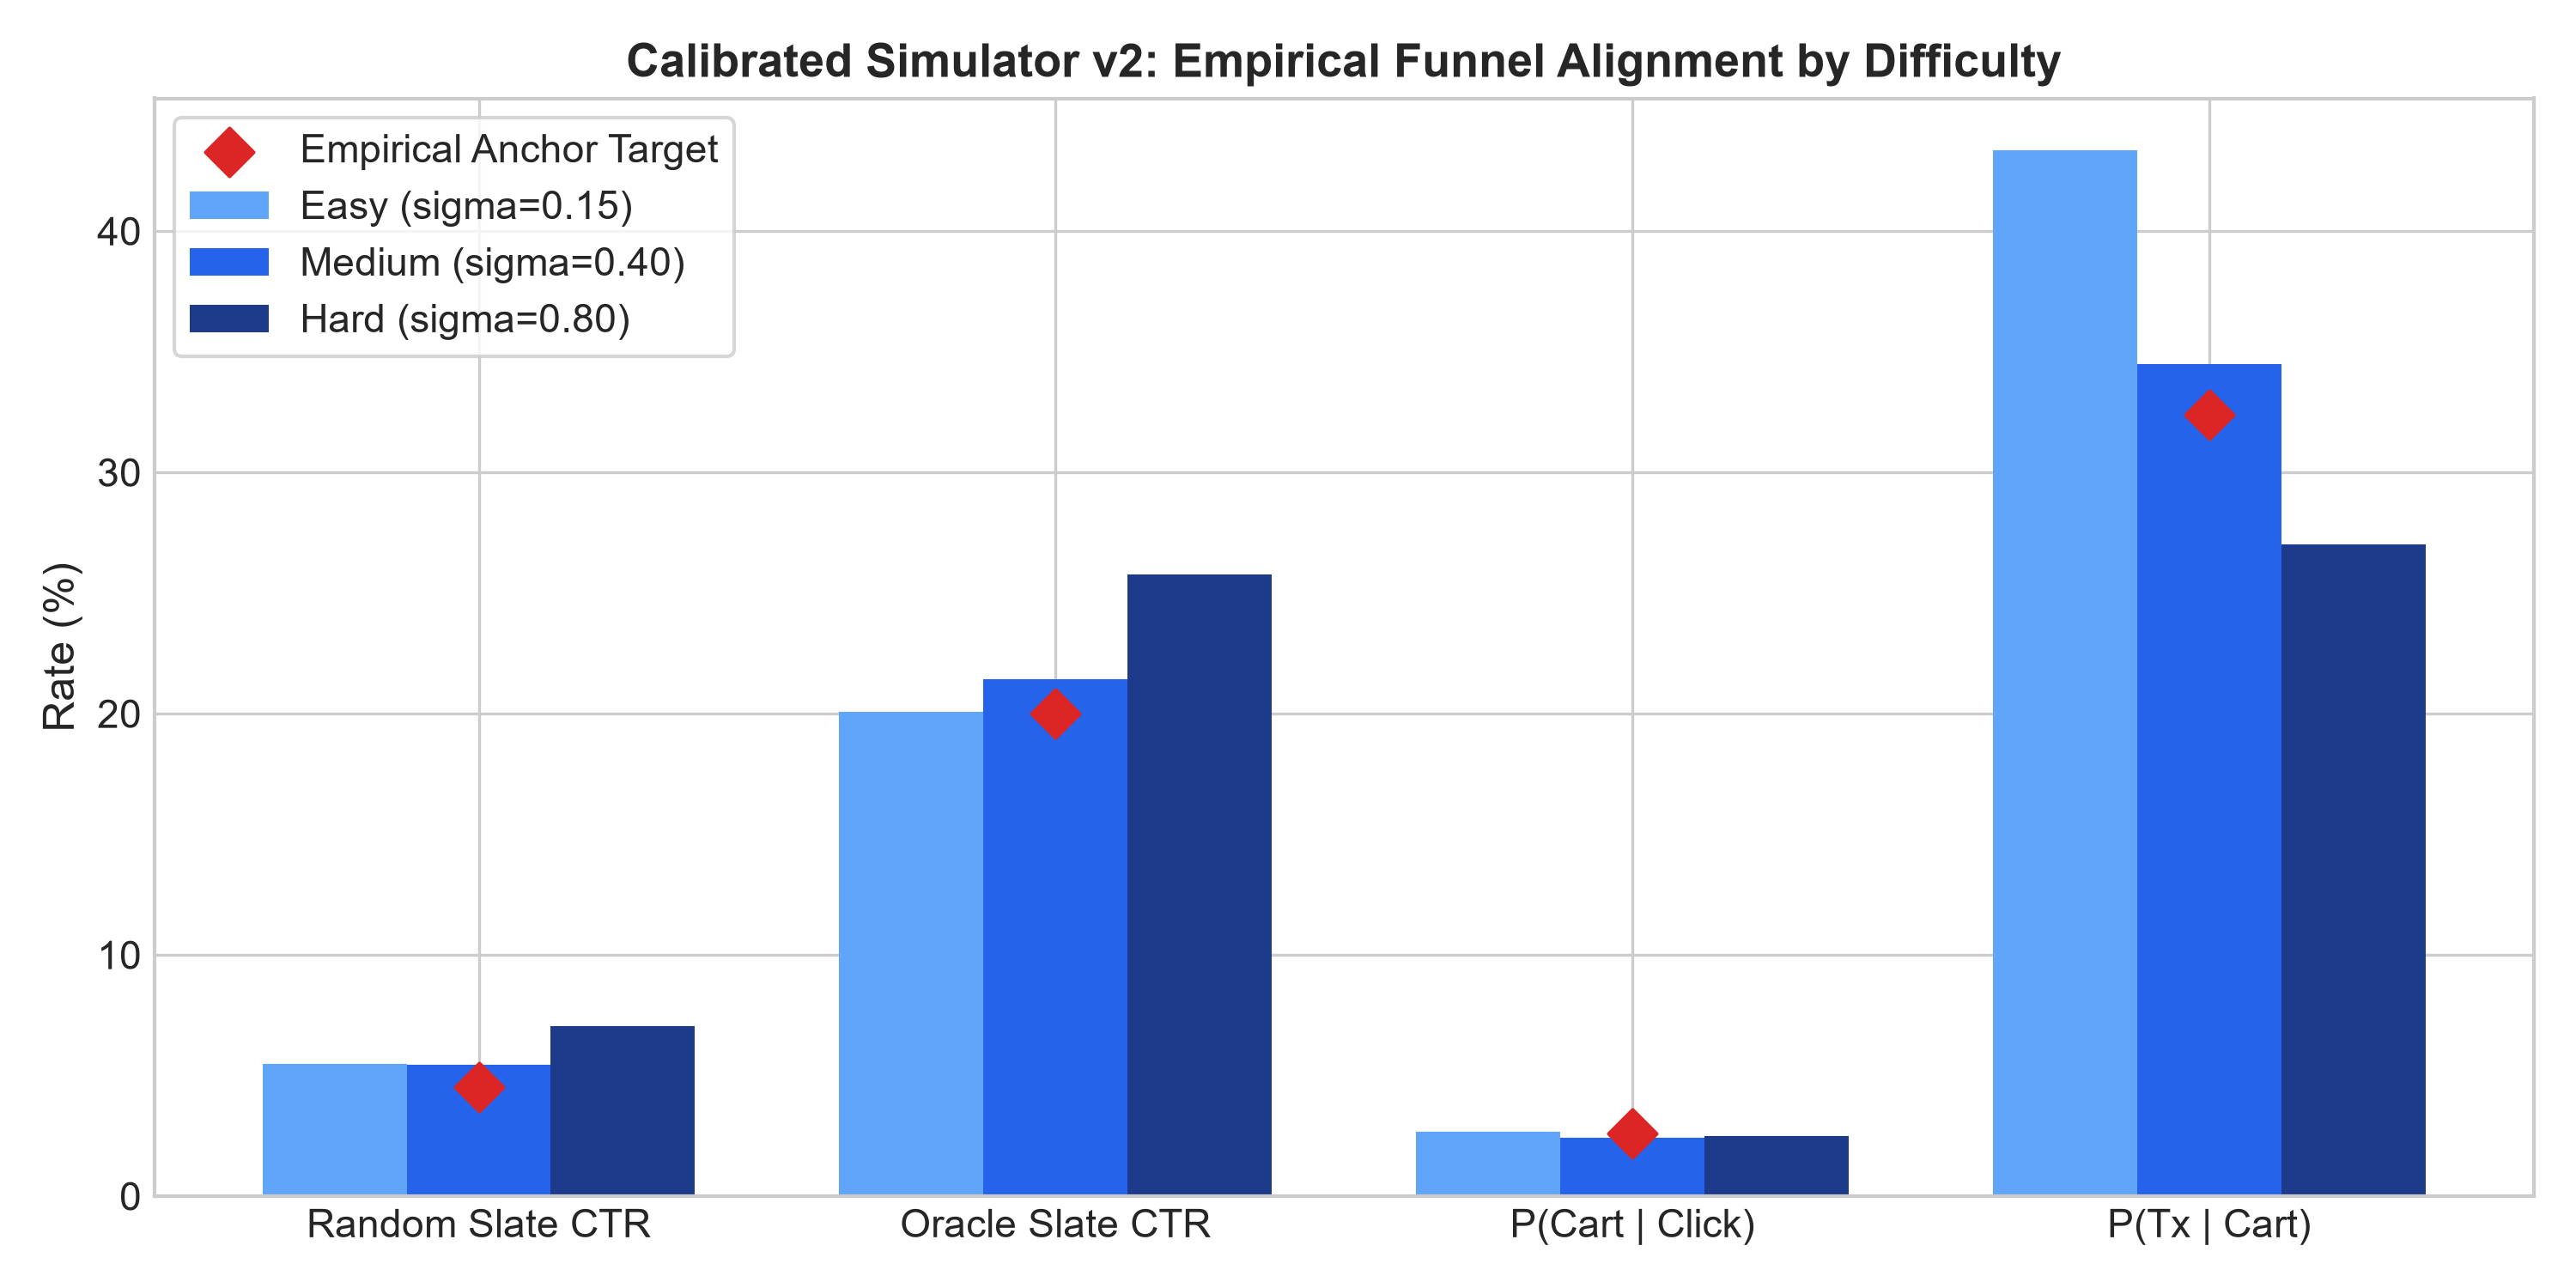 Calibrated Simulator v2: Empirical Funnel Alignment by Difficulty
Empirical Anchor Target
Easy (sigma=0.15)
Medium (sigma=0.40)
Hard (sigma=0.80)
Rate (%)
40
30
20
10
0
Random Slate CTR
Oracle Slate CTR
P(Cart | Click)
P(Tx | Cart)